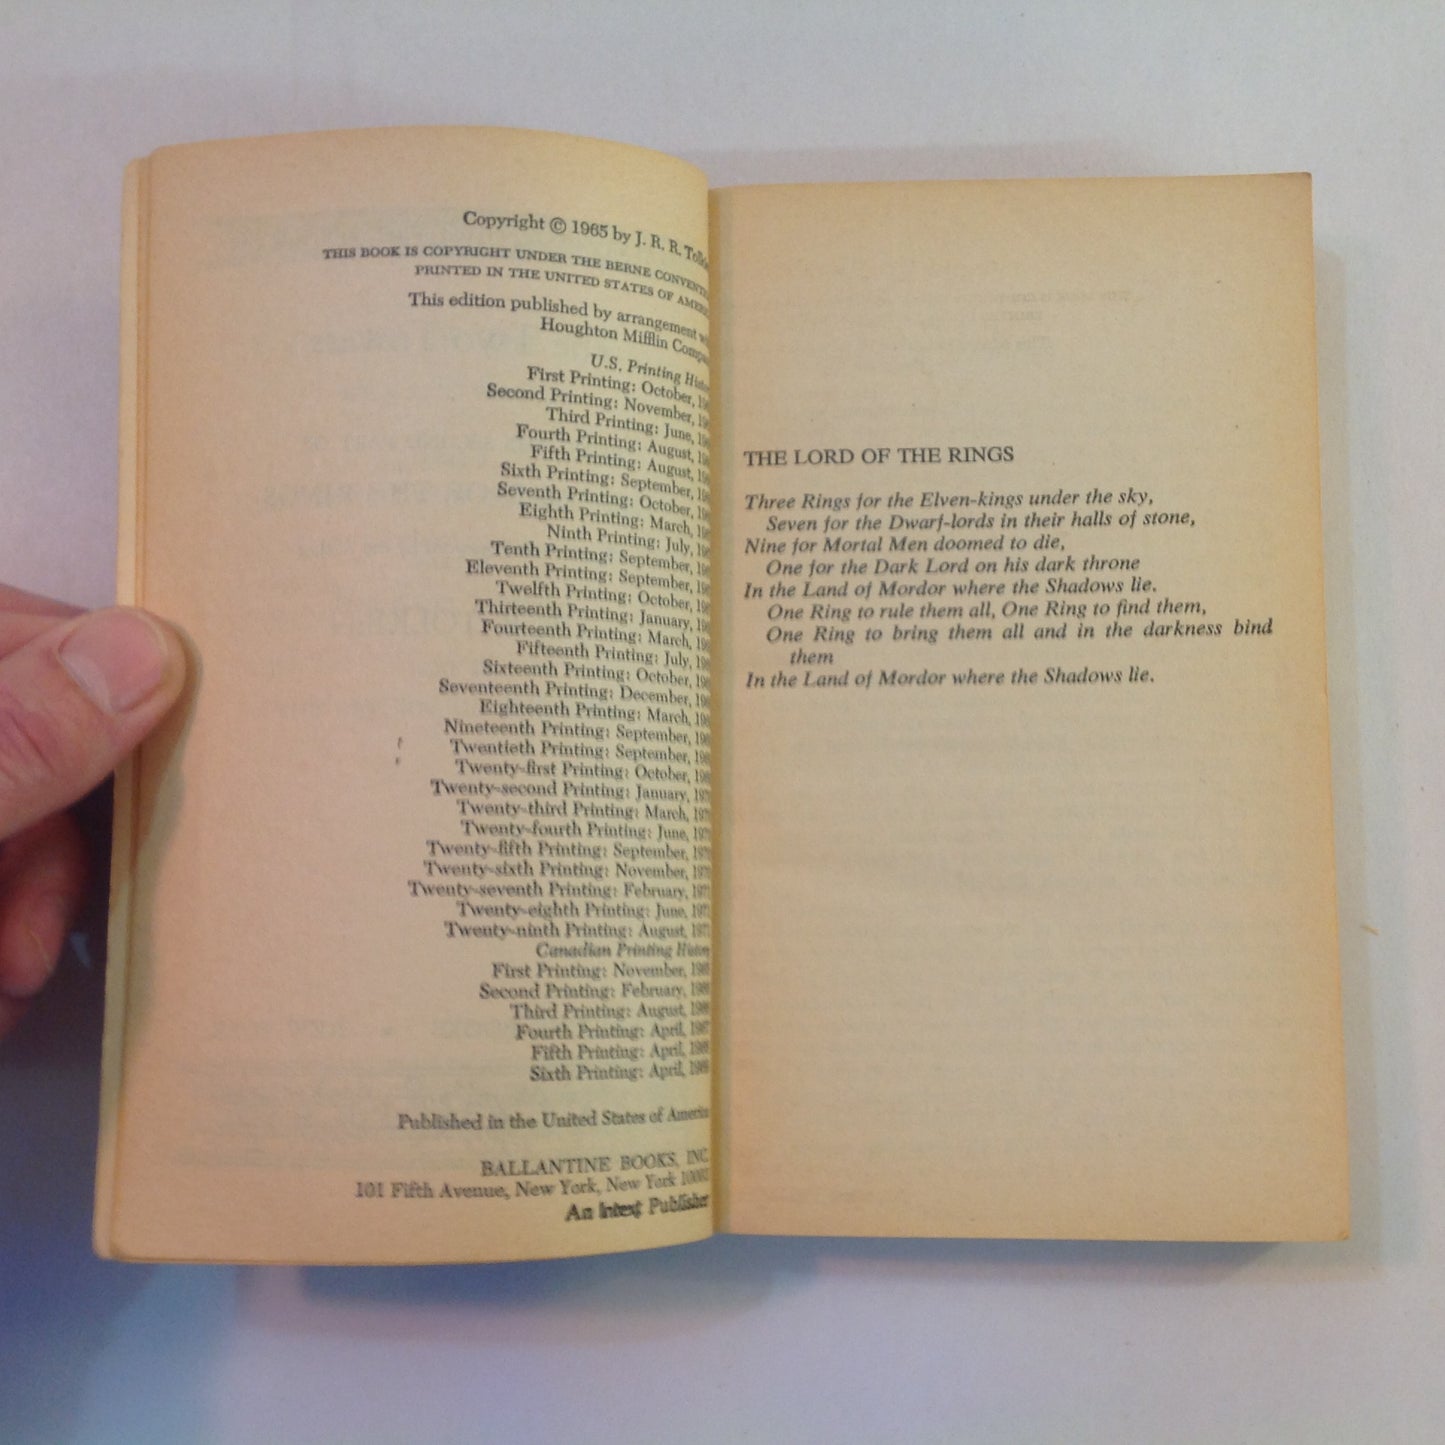 Copyright © 1965 by J. R. R.
THIS BOOK IS COPYRIGHT UNDER THE BERNE
PRINTED IN THE UNITED STATES OF
This edition published by arrangement
Houghton Mifflin
U.S. Printing
First Printing: October,
Second Printing: November,
Third Printing: June,
Fourth Printing: August,
Fifth Printing: August,
Sixth Printing: September,
Seventh Printing: October,
Eighth Printing: March,
Ninth Printing: July,
Tenth Printing: September,
Eleventh Printing: September,
Twelfth Printing: October,
Thirteenth Printing: January,
Fourteenth Printing: March,
Fifteenth Printing: July,
Sixteenth Printing: October,
Seventeenth Printing: December,
Eighteenth Printing: March,
Nineteenth Printing: September,
Twentieth Printing: September,
Twenty-first Printing: October,
Twenty-second Printing: January,
Twenty-third Printing: March,
Twenty-fourth Printing: June,
Twenty-fifth Printing: September,
Twenty-sixth Printing: November,
Twenty-seventh Printing: February,
Twenty-eighth Printing: June,
Twenty-ninth Printing: August,
Canadian Printing
First Printing: November,
Second Printing: February,
Third Printing: August,
Fourth Printing: April,
Fifth Printing: April,
Sixth Printing: April,
Published in the United States of
BALLANTINE BOOKS,
101 Fifth Avenue, New York, New York
An Intext Publisher
THE LORD OF THE RINGS
Three Rings for the Elven-kings under the sky,
Seven for the Dwarf-lords in their halls of stone,
Nine for Mortal Men doomed to die,
One for the Dark Lord on his dark throne
In the Land of Mordor where the Shadows lie.
One Ring to rule them all, One Ring to find them,
One Ring to bring them all and in the darkness bind
them
In the Land of Mordor where the Shadows lie.